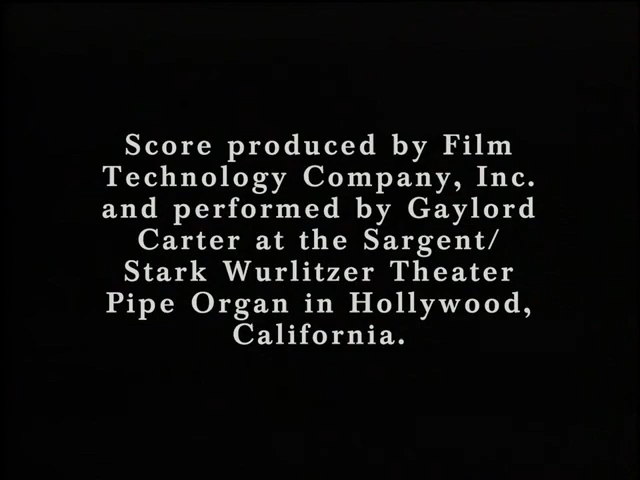 Score produced by Film
Technology Company, Inc.
and performed by Gaylord
Carter at the Sargent/
Stark Wurlitzer Theater
Pipe Organ in Hollywood,
California.